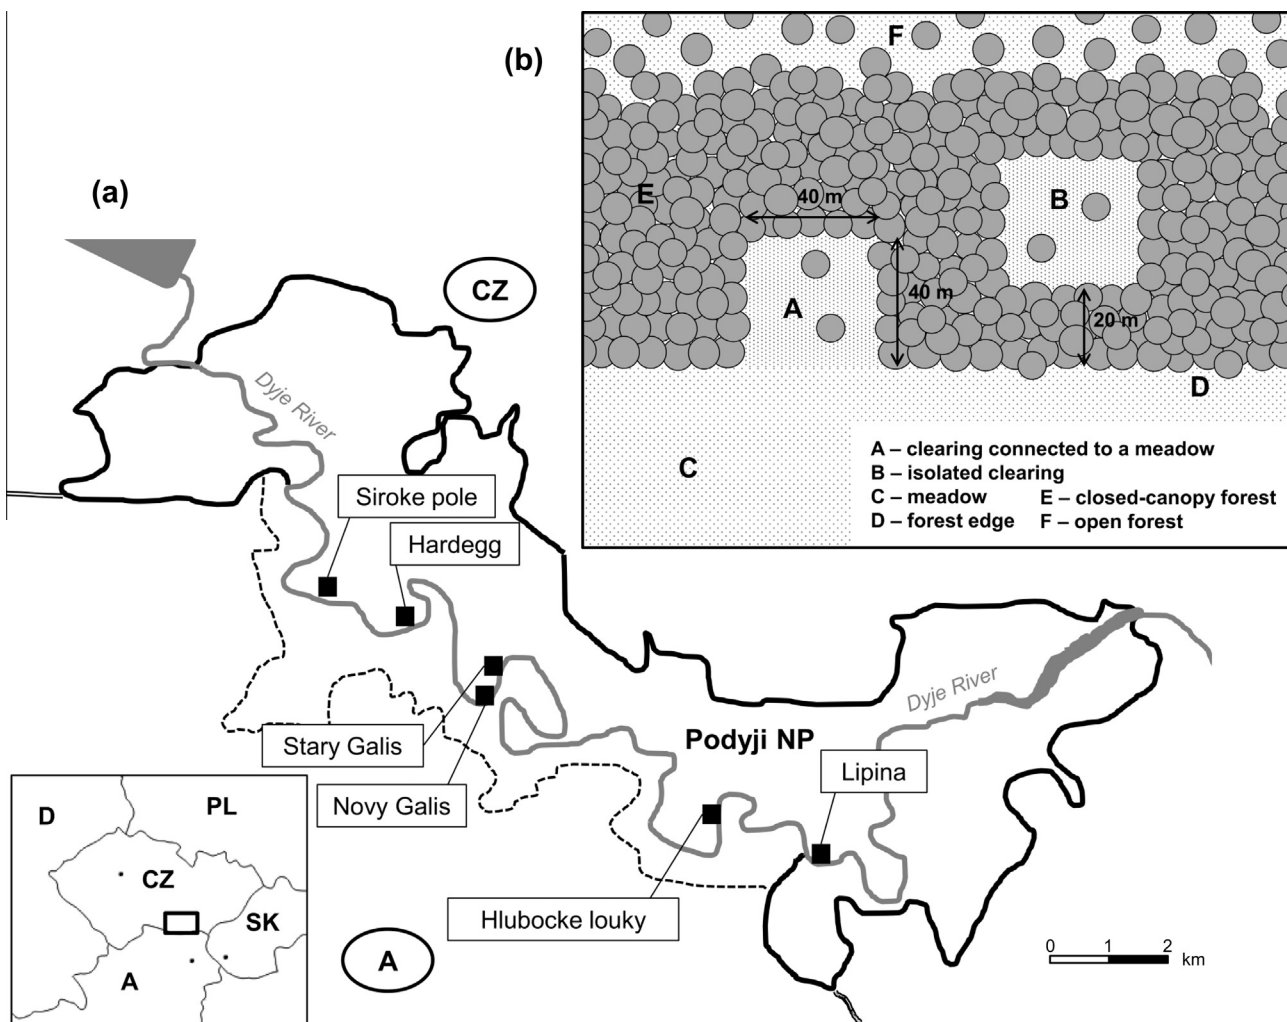 (b)
F
E
40 m
B
A
40 m
20 m
D
C
A – clearing connected to a meadow
B – isolated clearing
C – meadow
E – closed-canopy forest
D – forest edge
F – open forest
(a)
CZ
Dyje River
Siroke pole
Hardegg
Stary Galis
Novy Galis
Podyji NP
Dyje River
Lipina
Hlubocke louky
A
0 1 2
km
D
PL
CZ
SK
A